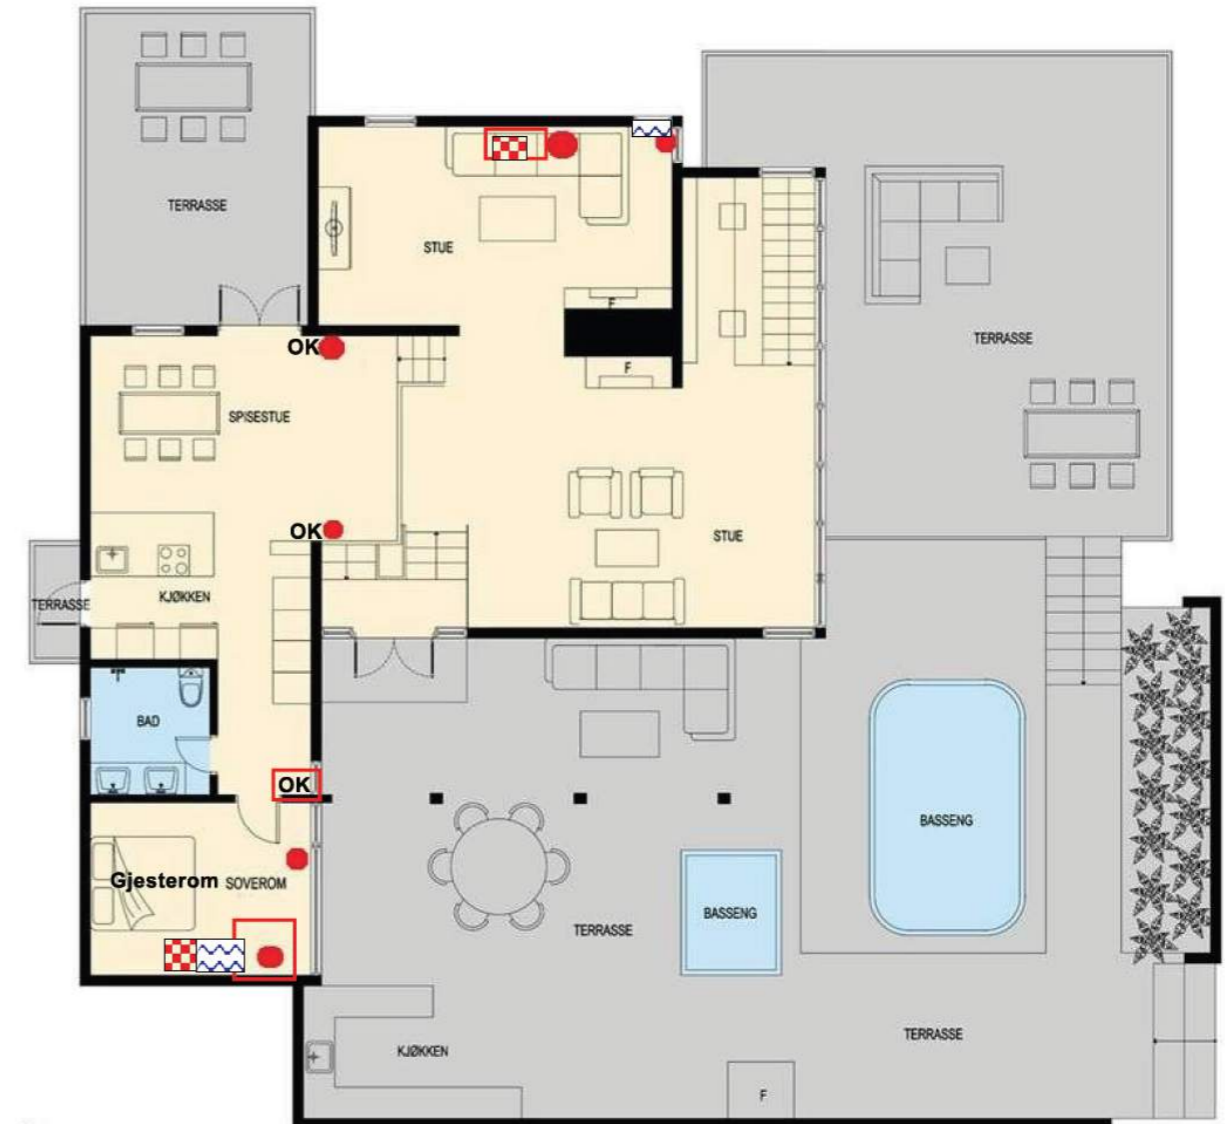 TERRASSE
STUE
F
TERRASSE
OK
F
SPISESTUE
OK
STUE
TERRASSE
KJØKKEN
BAD
OK
BASSENG
Gjesterom SOVEROM
BASSENG
TERRASSE
TERRASSE
KJØKKEN
F